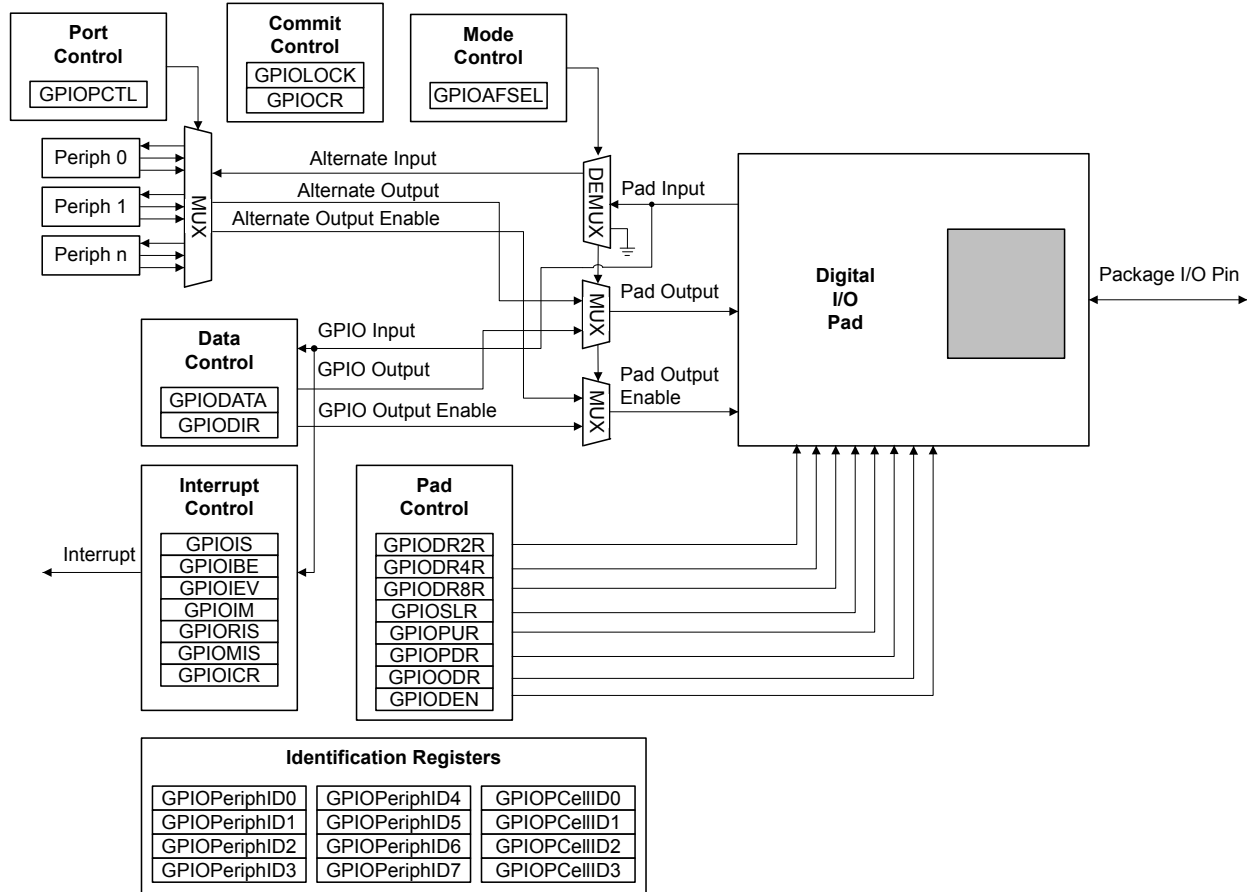 Port
Control
GPIOPCTL
Commit
Control
GPIOLOCK
GPIOCR
Mode
Control
GPIOAFSEL
Periph 0
Periph 1
Periph n
MUX
Alternate Input
Alternate Output
Alternate Output Enable
DEMUX
Pad Input
MUX
Pad Output
MUX
Pad Output
Enable
Digital
I/O
Pad
Package I/O Pin
Data
Control
GPIODATA
GPIODIR
GPIO Input
GPIO Output
GPIO Output Enable
Interrupt
Control
GPIOIS
GPIOIBE
GPIOIEV
GPIOIM
GPIORIS
GPIOMIS
GPIOICR
Interrupt
Pad
Control
GPIODR2R
GPIODR4R
GPIODR8R
GPIOSLR
GPIOPUR
GPIOPDR
GPIOODR
GPIODEN
Identification Registers
GPIOPeriphID0
GPIOPeriphID1
GPIOPeriphID2
GPIOPeriphID3
GPIOPeriphID4
GPIOPeriphID5
GPIOPeriphID6
GPIOPeriphID7
GPIOPCellID0
GPIOPCellID1
GPIOPCellID2
GPIOPCellID3